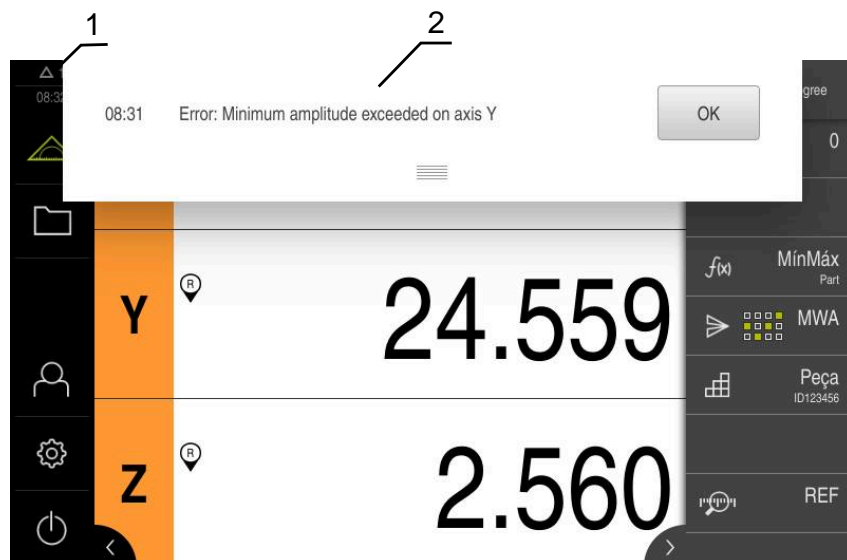 1
2
08:31 Error: Minimum amplitude exceeded on axis Y OK
0
Y R 24.559
f(x) MínMáx
Part
MWA
Peça
ID123456
Z R 2.560
REF